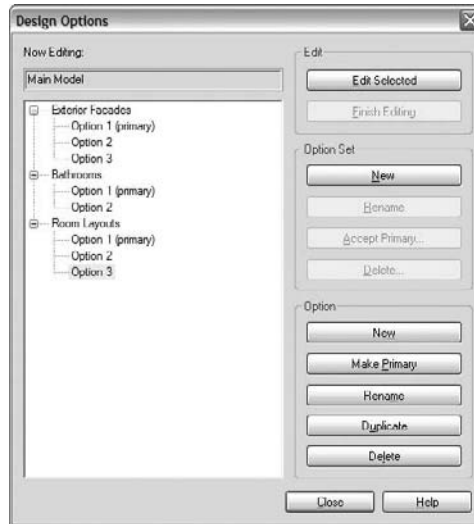 Design Options
Now Editing:
Main Model
Exterior Facades
Option 1 (primary)
Option 2
Option 3
Bathrooms
Option 1 (primary)
Option 2
Room Layouts
Option 1 (primary)
Option 2
Option 3
Edit
Edit Selected
Finish Editing
Option Set
New
Rename
Accept Primary...
Delete...
Option
New
Make Primary
Rename
Duplicate
Delete
Close
Help